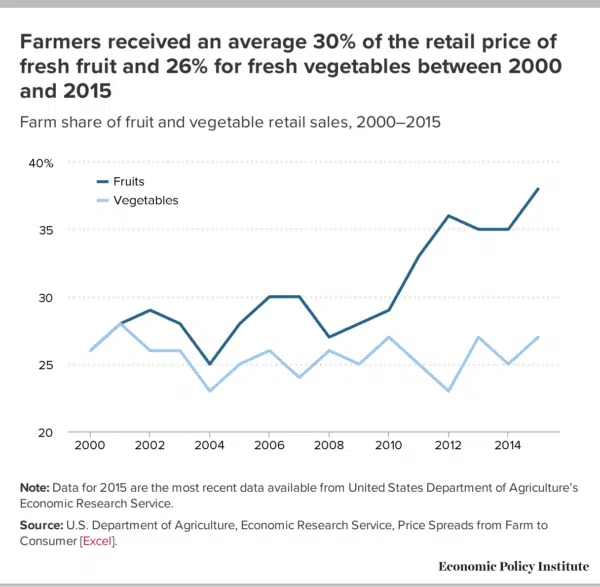 Farmers received an average 30% of the retail price of
fresh fruit and 26% for fresh vegetables between 2000
and 2015
Farm share of fruit and vegetable retail sales, 2000–2015
40%
Fruits
Vegetables
35
30
25
20
2000 2002 2004 2006 2008 2010 2012 2014
Note: Data for 2015 are the most recent data available from United States Department of Agriculture’s
Economic Research Service.
Source: U.S. Department of Agriculture, Economic Research Service, Price Spreads from Farm to
Consumer [Excel].
Economic Policy Institute